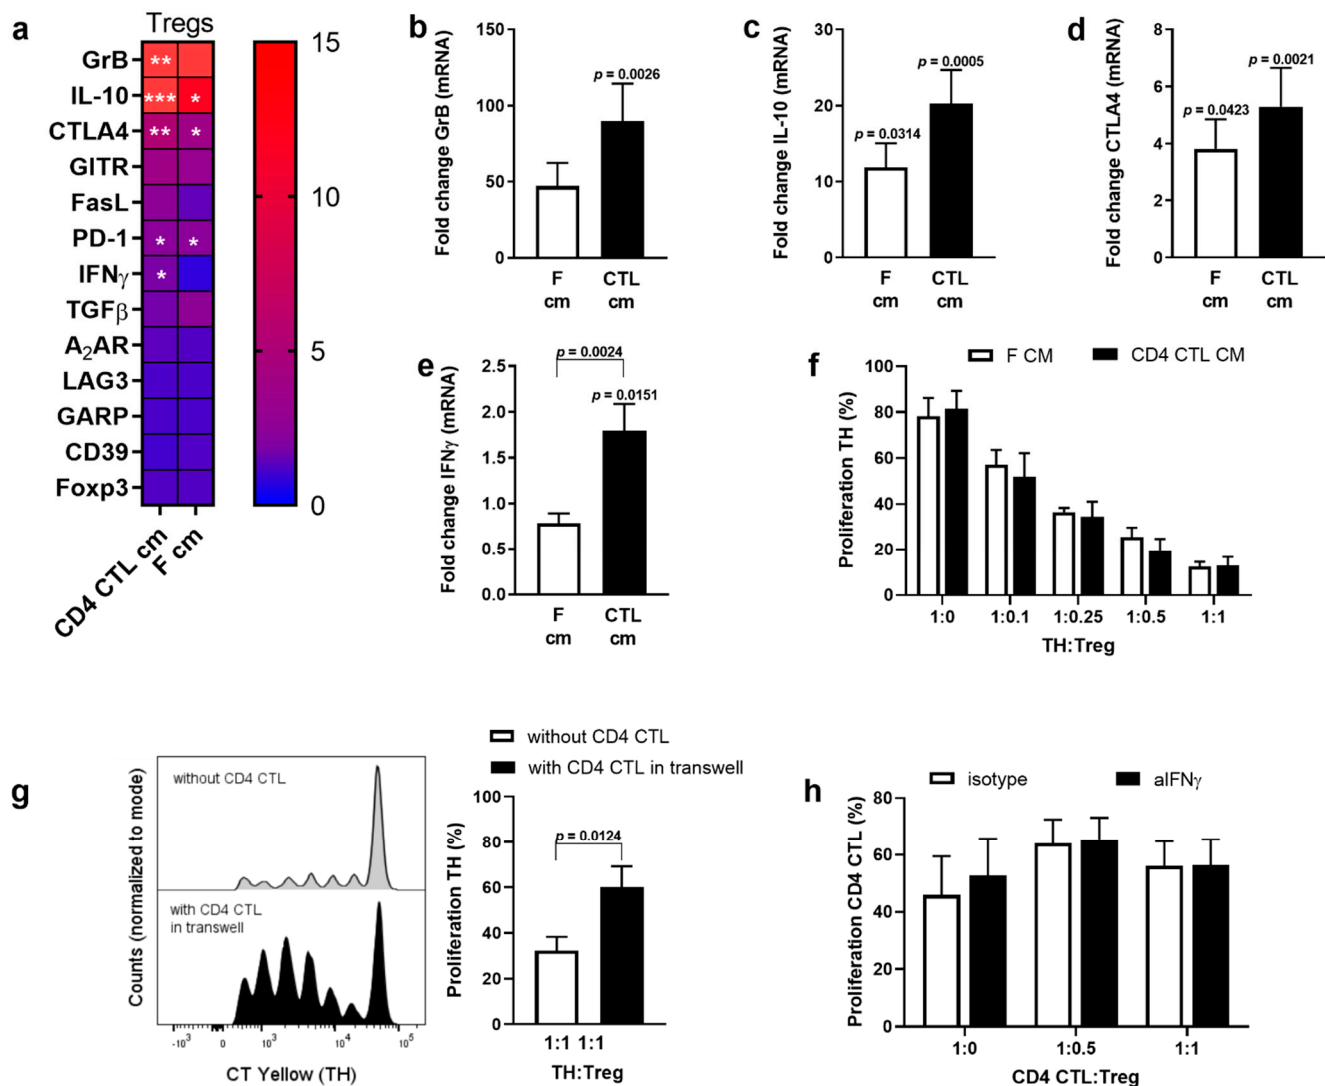 a
Tregs
GrB
IL-10
CTLA4
GITR
FasL
PD-1
IFNγ
TGFβ
A₂AR
LAG3
GARP
CD39
Foxp3
**
***
*
**
*
*
*
*
CD4 CTL cm
F cm
15
10
5
0
b
Fold change GrB (mRNA)
150
100
50
0
p = 0.0026
F
cm
CTL
cm
c
Fold change IL-10 (mRNA)
30
20
10
0
p = 0.0314
p = 0.0005
F
cm
CTL
cm
d
Fold change CTLA4 (mRNA)
8
6
4
2
0
p = 0.0423
p = 0.0021
F
cm
CTL
cm
e
Fold change IFNγ (mRNA)
2.5
2.0
1.5
1.0
0.5
0.0
p = 0.0024
p = 0.0151
F
cm
CTL
cm
f
F CM
CD4 CTL CM
Proliferation TH (%)
100
80
60
40
20
0
1:0
1:0.1
1:0.25
1:0.5
1:1
TH:Treg
g
Counts (normalized to mode)
without CD4 CTL
with CD4 CTL
in transwell
-10³
0
10³
10⁴
10⁵
CT Yellow (TH)
without CD4 CTL
with CD4 CTL in transwell
Proliferation TH (%)
100
80
60
40
20
0
p = 0.0124
1:1 1:1
TH:Treg
h
isotype
aIFNγ
Proliferation CD4 CTL (%)
80
60
40
20
0
1:0
1:0.5
1:1
CD4 CTL:Treg